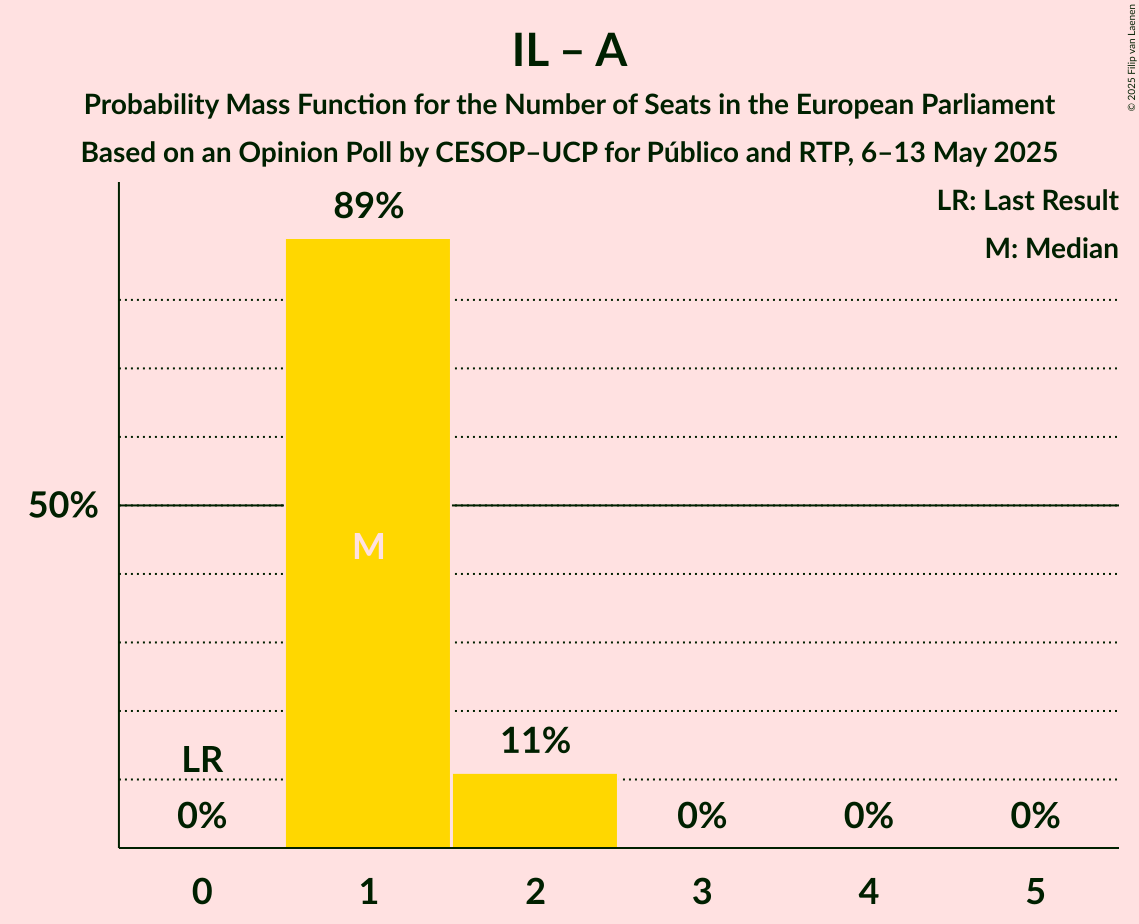 IL – A
Probability Mass Function for the Number of Seats in the European Parliament
Based on an Opinion Poll by CESOP–UCP for Público and RTP, 6–13 May 2025
© 2025 Filip van Laenen
LR: Last Result
M: Median
89%
50%
M
LR
11%
0%
0%
0%
0%
0
1
2
3
4
5